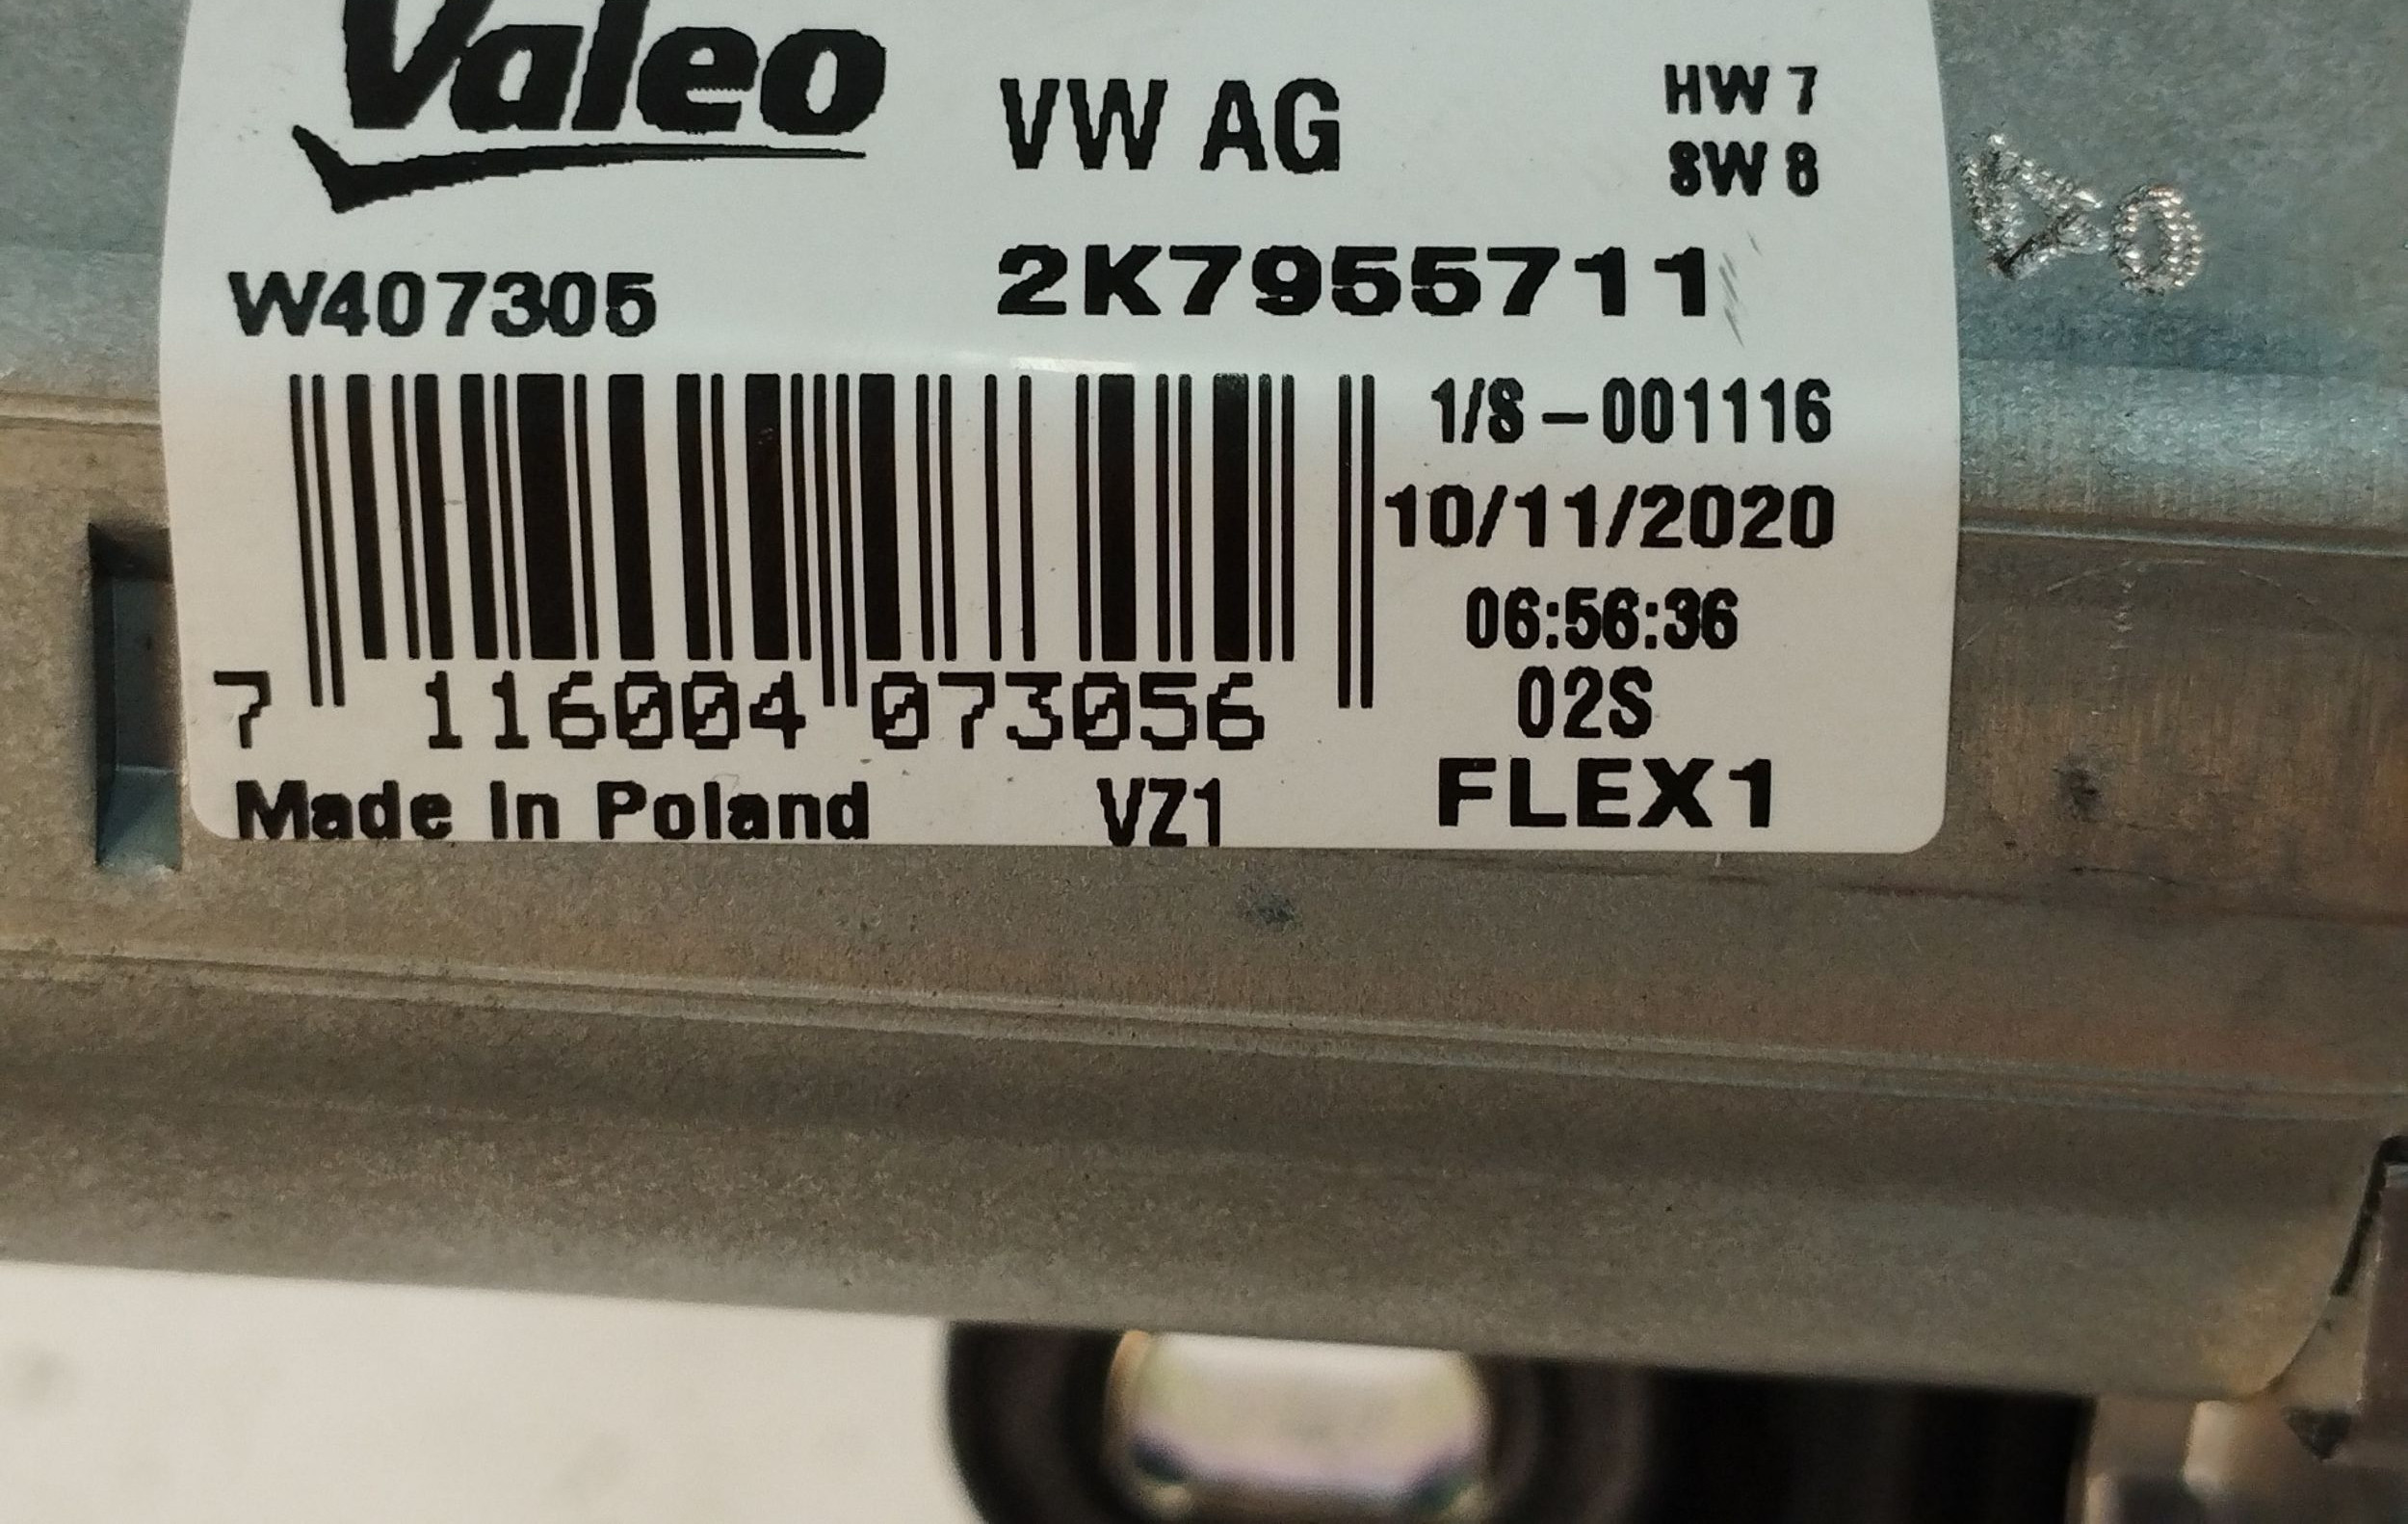 Valeo
VW AG
HW 7
SW 8
W407305
2K7955711
1/S-001116
10/11/2020
06:56:36
02S
7 116004 073056
FLEX1
Made In Poland
VZ1